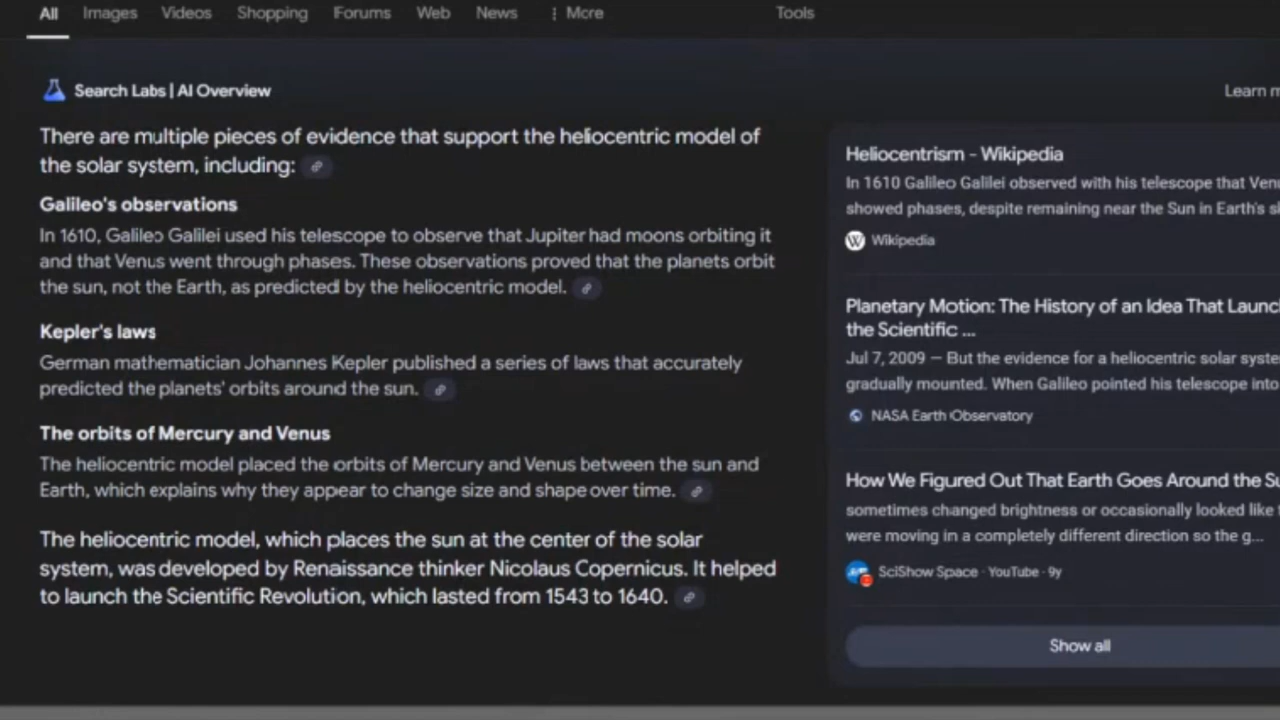 All Images Videos Shopping Forums Web News More Tools
Search Labs | AI Overview
Learn
There are multiple pieces of evidence that support the heliocentric model of
the solar system, including:
Galileo's observations
In 1610, Galileo Galilei used his telescope to observe that Jupiter had moons orbiting it
and that Venus went through phases. These observations proved that the planets orbit
the sun, not the Earth, as predicted by the heliocentric model.
Kepler's laws
German mathematician Johannes Kepler published a series of laws that accurately
predicted the planets' orbits around the sun.
The orbits of Mercury and Venus
The heliocentric model placed the orbits of Mercury and Venus between the sun and
Earth, which explains why they appear to change size and shape over time.
The heliocentric model, which places the sun at the center of the solar
system, was developed by Renaissance thinker Nicolaus Copernicus. It helped
to launch the Scientific Revolution, which lasted from 1543 to 1640.
Heliocentrism - Wikipedia
In 1610 Galileo Galilei observed with his telescope that
showed phases, despite remaining near the Sun in Earth's
W Wikipedia
Planetary Motion: The History of an Idea That
the Scientific ...
Jul 7, 2009 — But the evidence for a heliocentric solar
gradually mounted. When Galileo pointed his telescope into
NASA Earth Observatory
How We Figured Out That Earth Goes Around the
sometimes changed brightness or occasionally looked like
were moving in a completely different direction so the g...
SciShow Space · YouTube · 9y
Show all